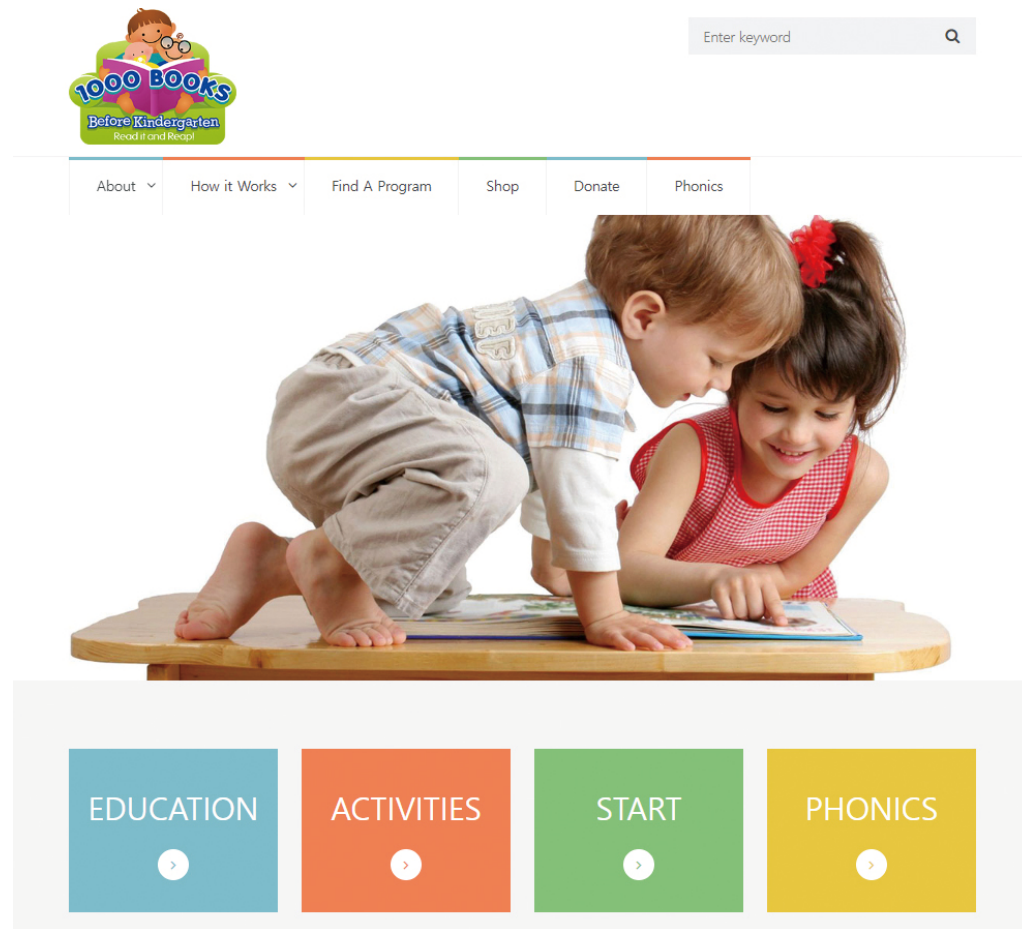 1000 BOOKS
Before Kindergarten
Read it and Reap!
Enter keyword
About
How it Works
Find A Program
Shop
Donate
Phonics
EDUCATION
ACTIVITIES
START
PHONICS